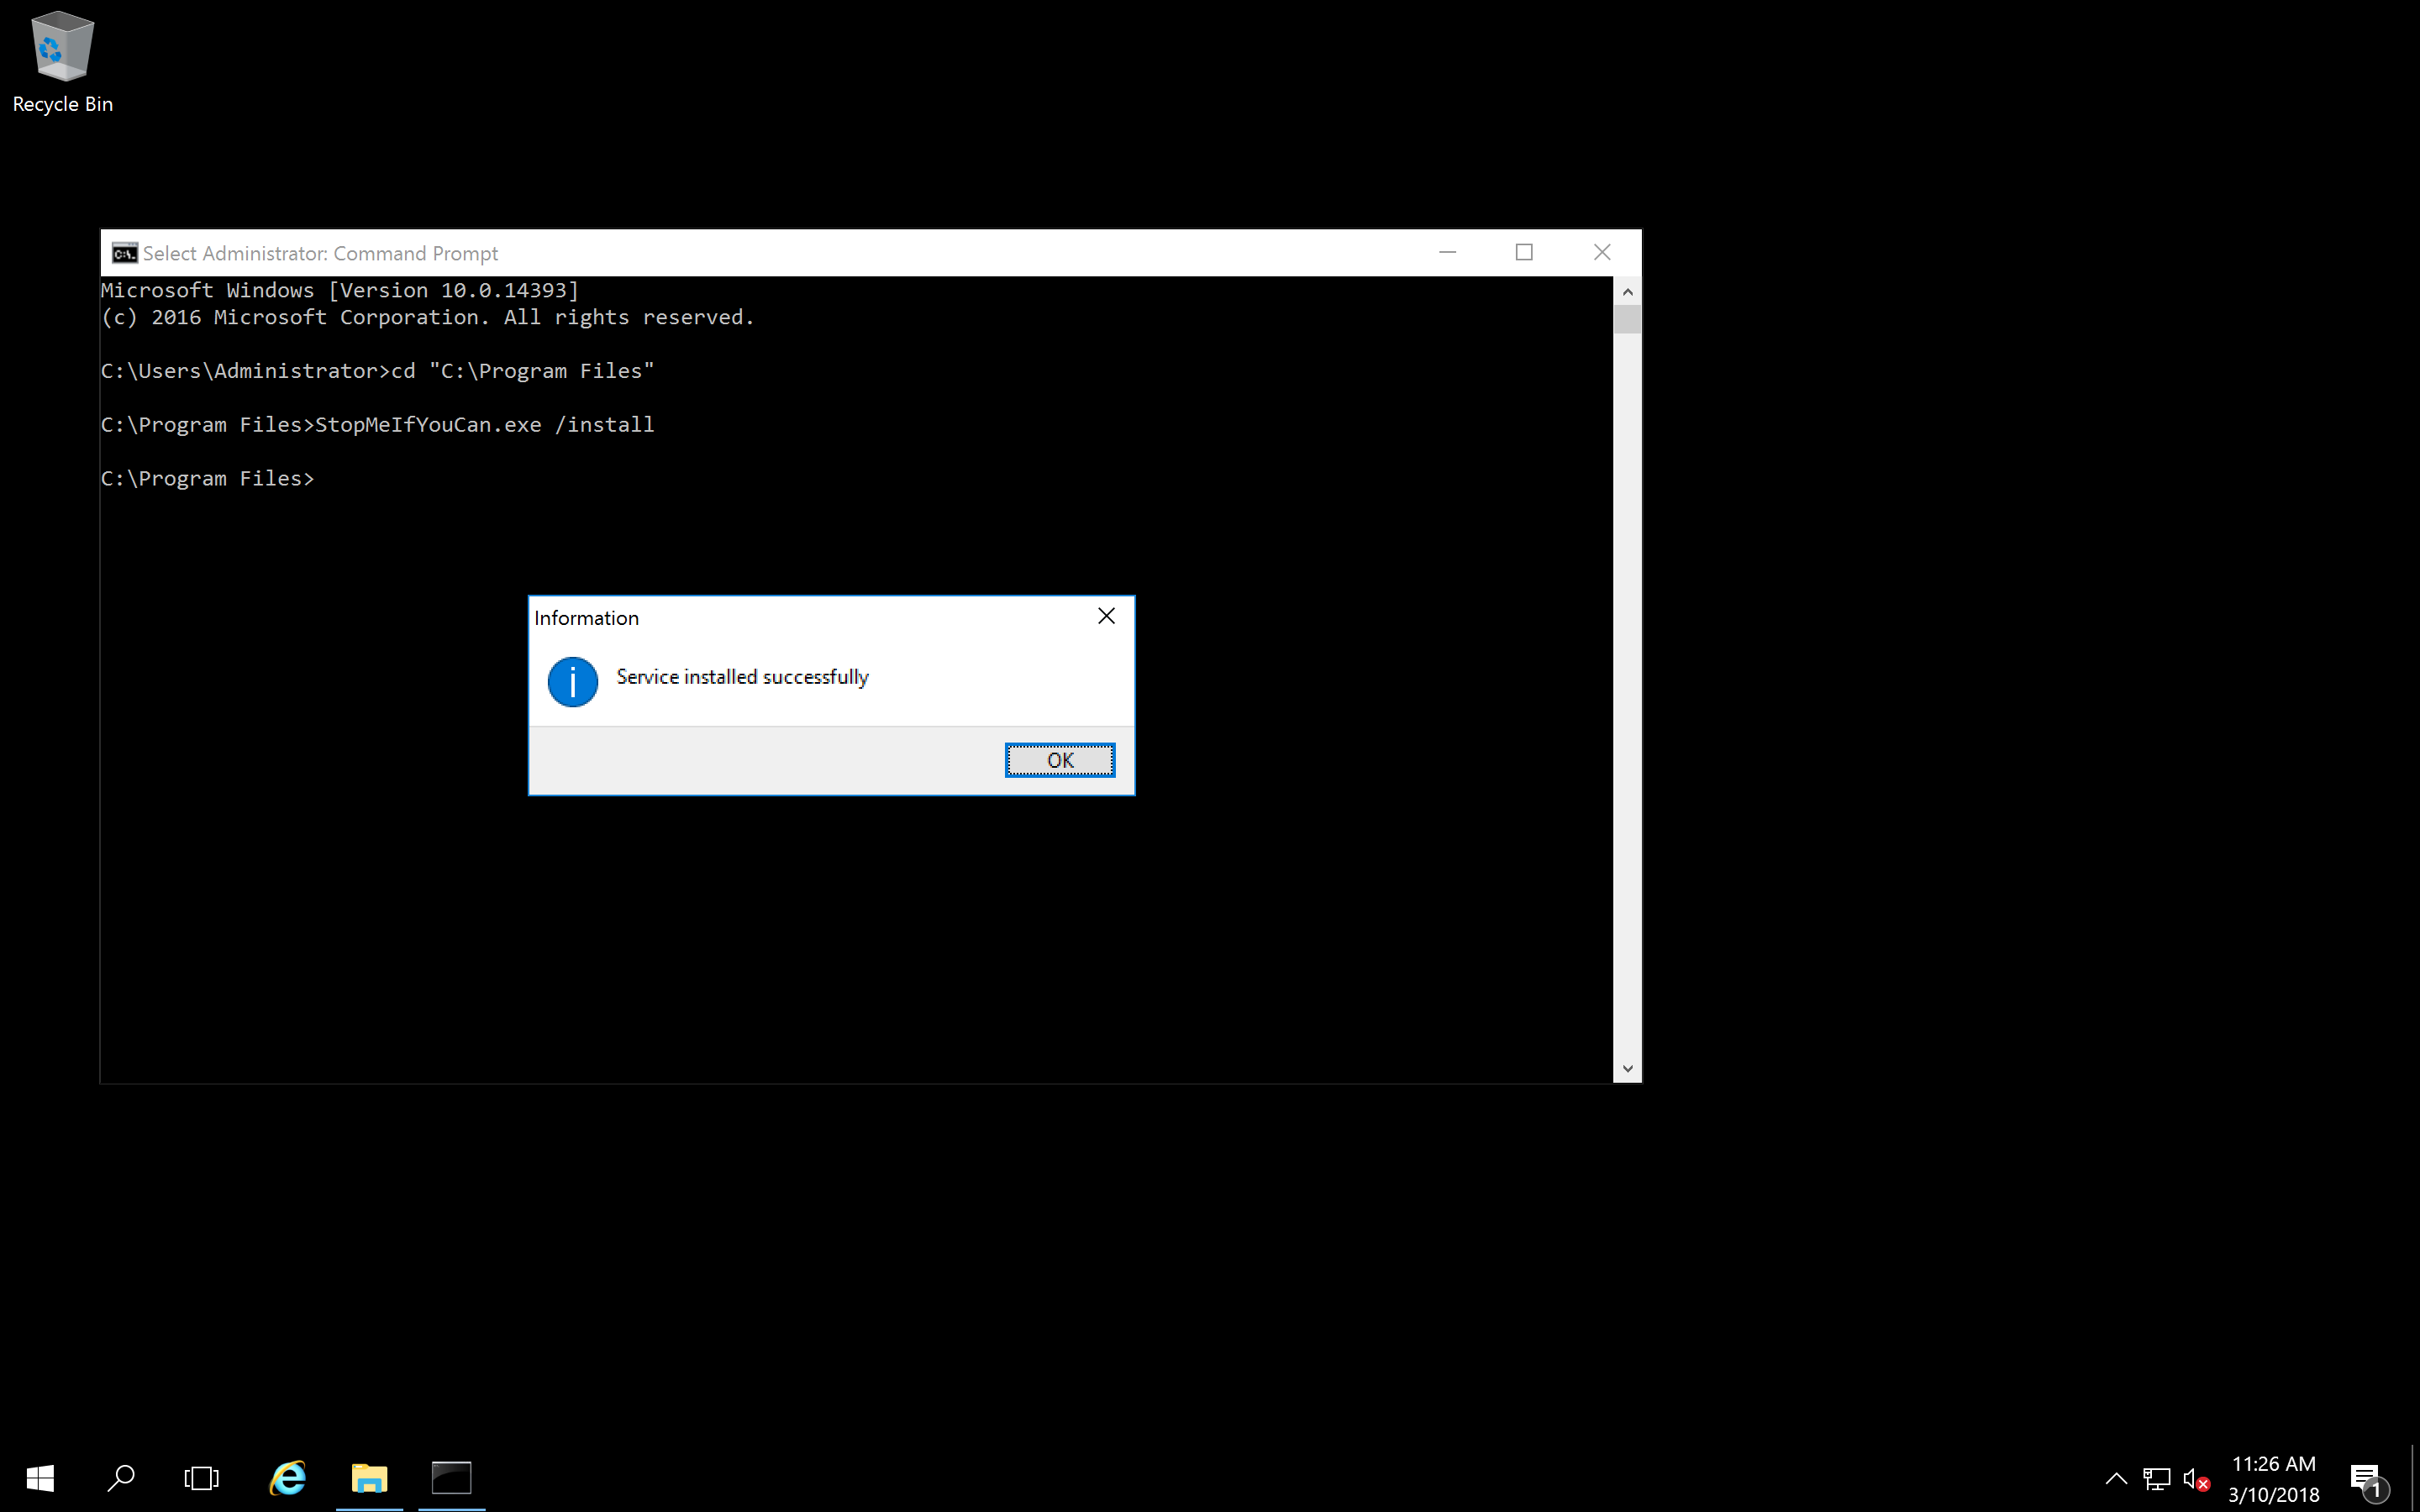 Recycle Bin
Select Administrator: Command Prompt
Microsoft Windows [Version 10.0.14393]
(c) 2016 Microsoft Corporation. All rights reserved.
C:\Users\Administrator>cd "C:\Program Files"
C:\Program Files>StopMeIfYouCan.exe /install
C:\Program Files>
Information
Service installed successfully
OK
11:26 AM
3/10/2018
1